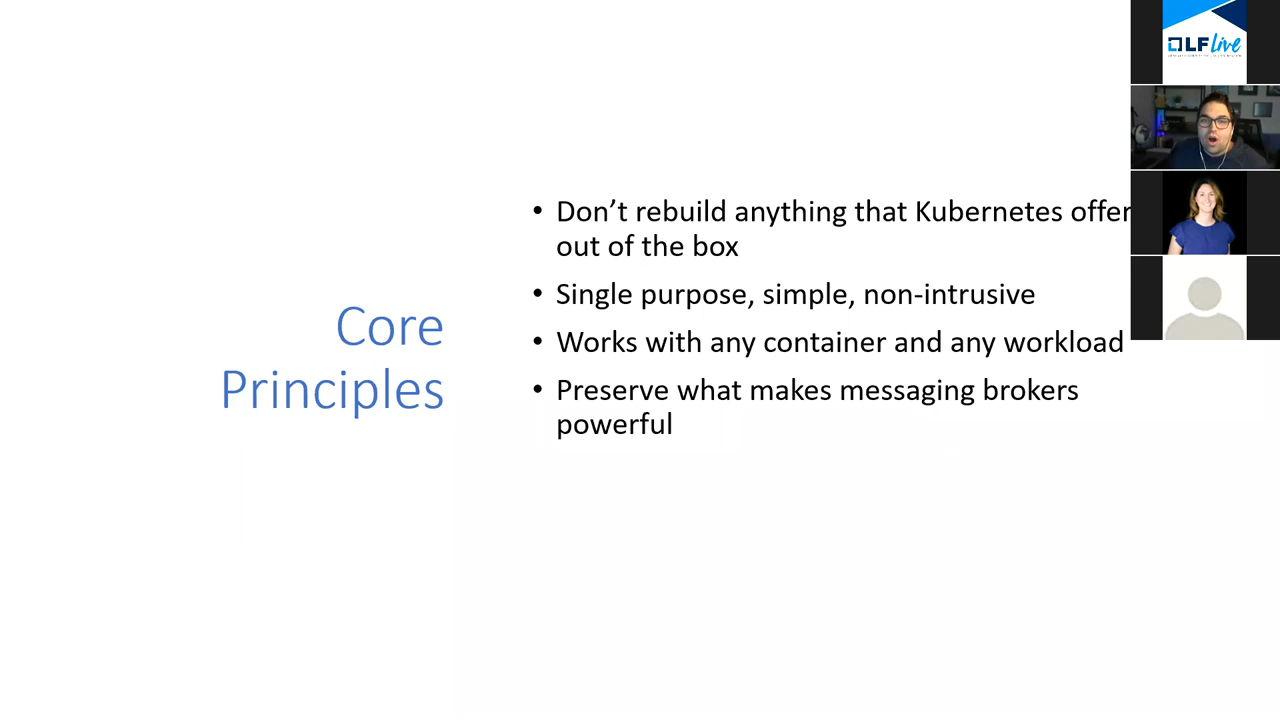 Core
Principles
• Don’t rebuild anything that Kubernetes offer
out of the box
• Single purpose, simple, non-intrusive
• Works with any container and any workload
• Preserve what makes messaging brokers
powerful
LF live